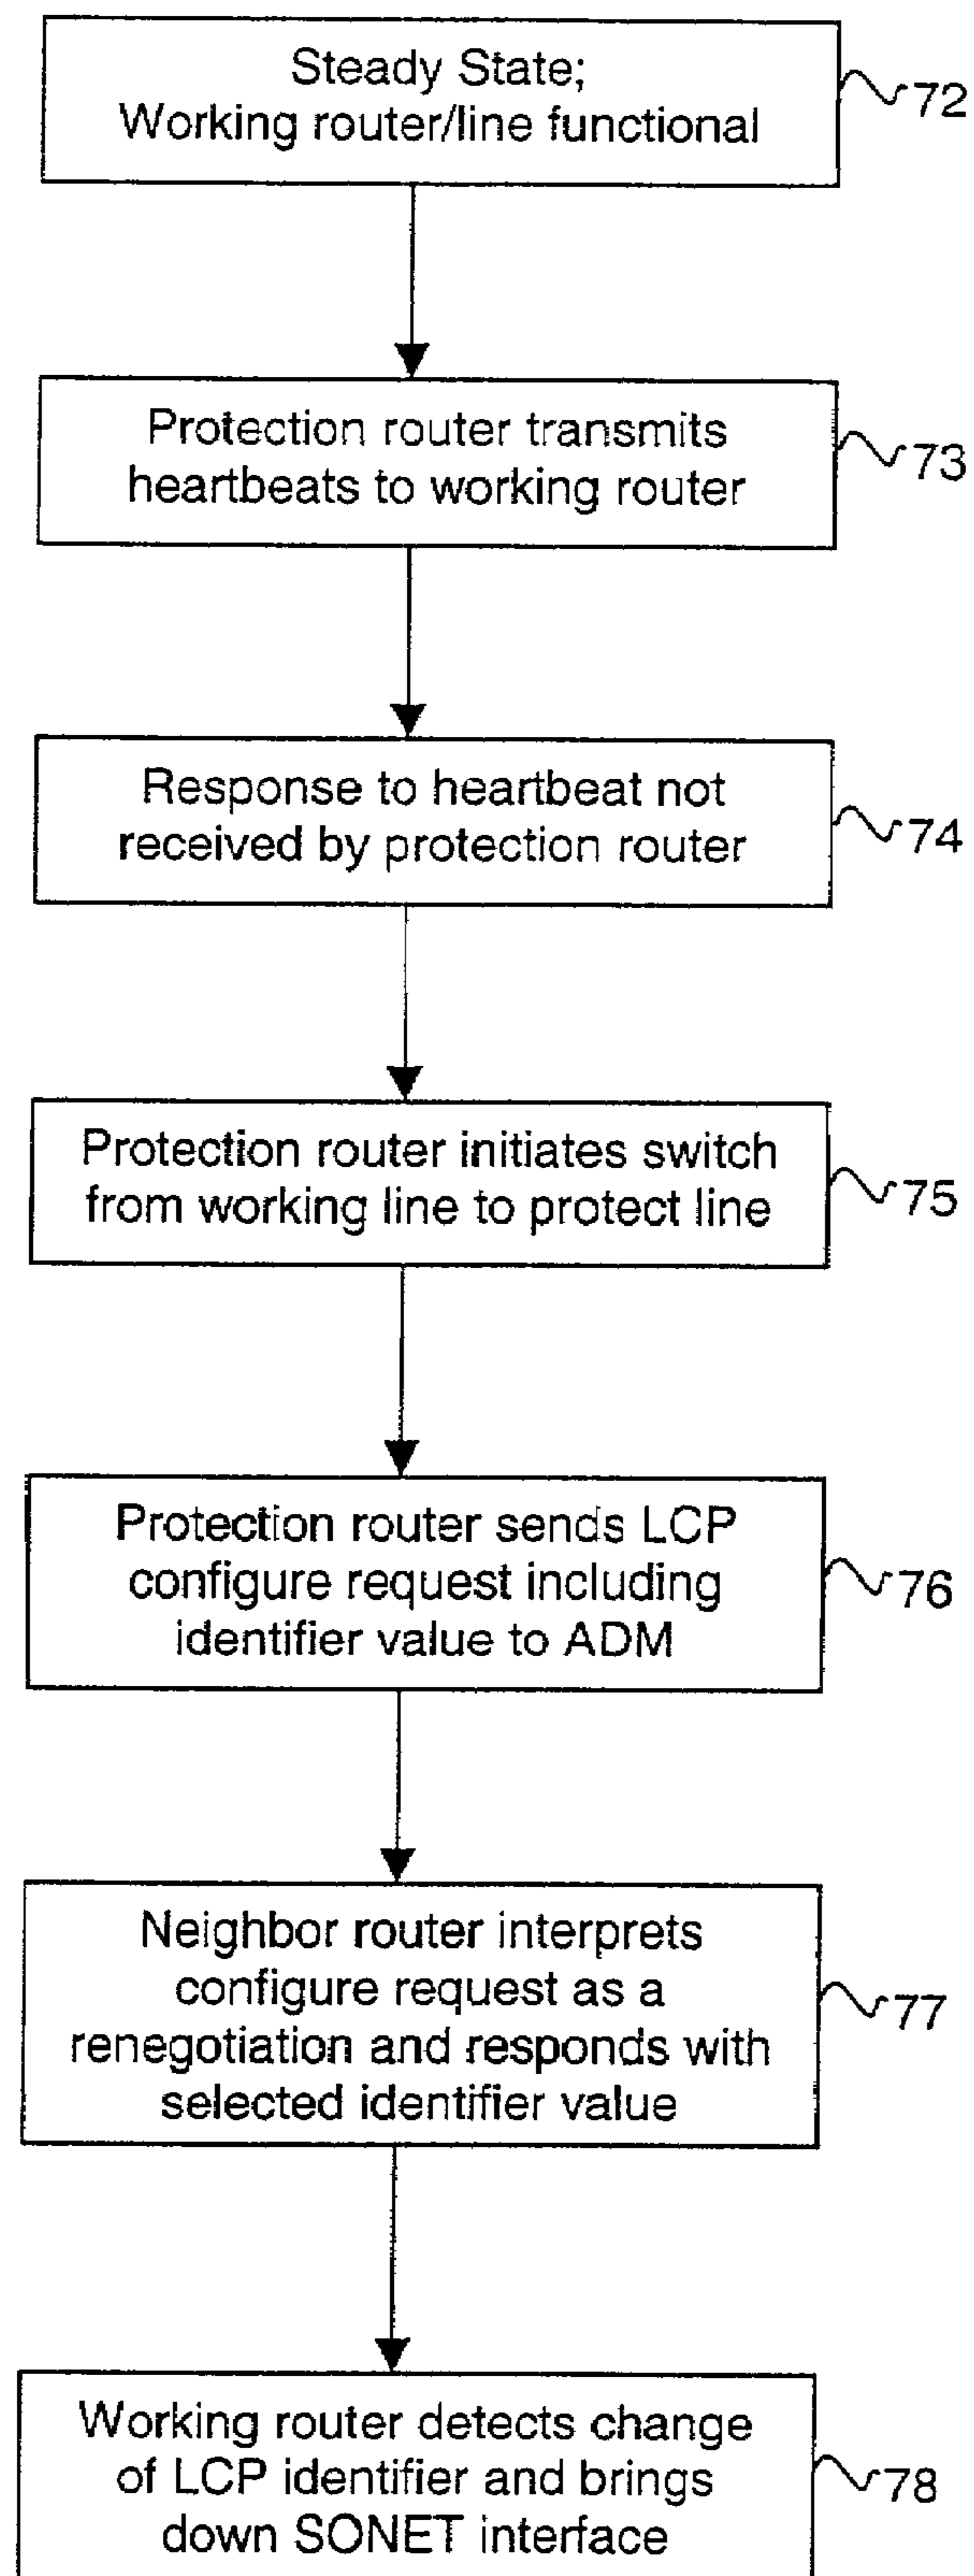 Steady State;
Working router/line functional
72
Protection router transmits
heartbeats to working router
73
Response to heartbeat not
received by protection router
74
Protection router initiates switch
from working line to protect line
75
Protection router sends LCP
configure request including
identifier value to ADM
76
Neighbor router interprets
configure request as a
renegotiation and responds with
selected identifier value
77
Working router detects change
of LCP identifier and brings
down SONET interface
78